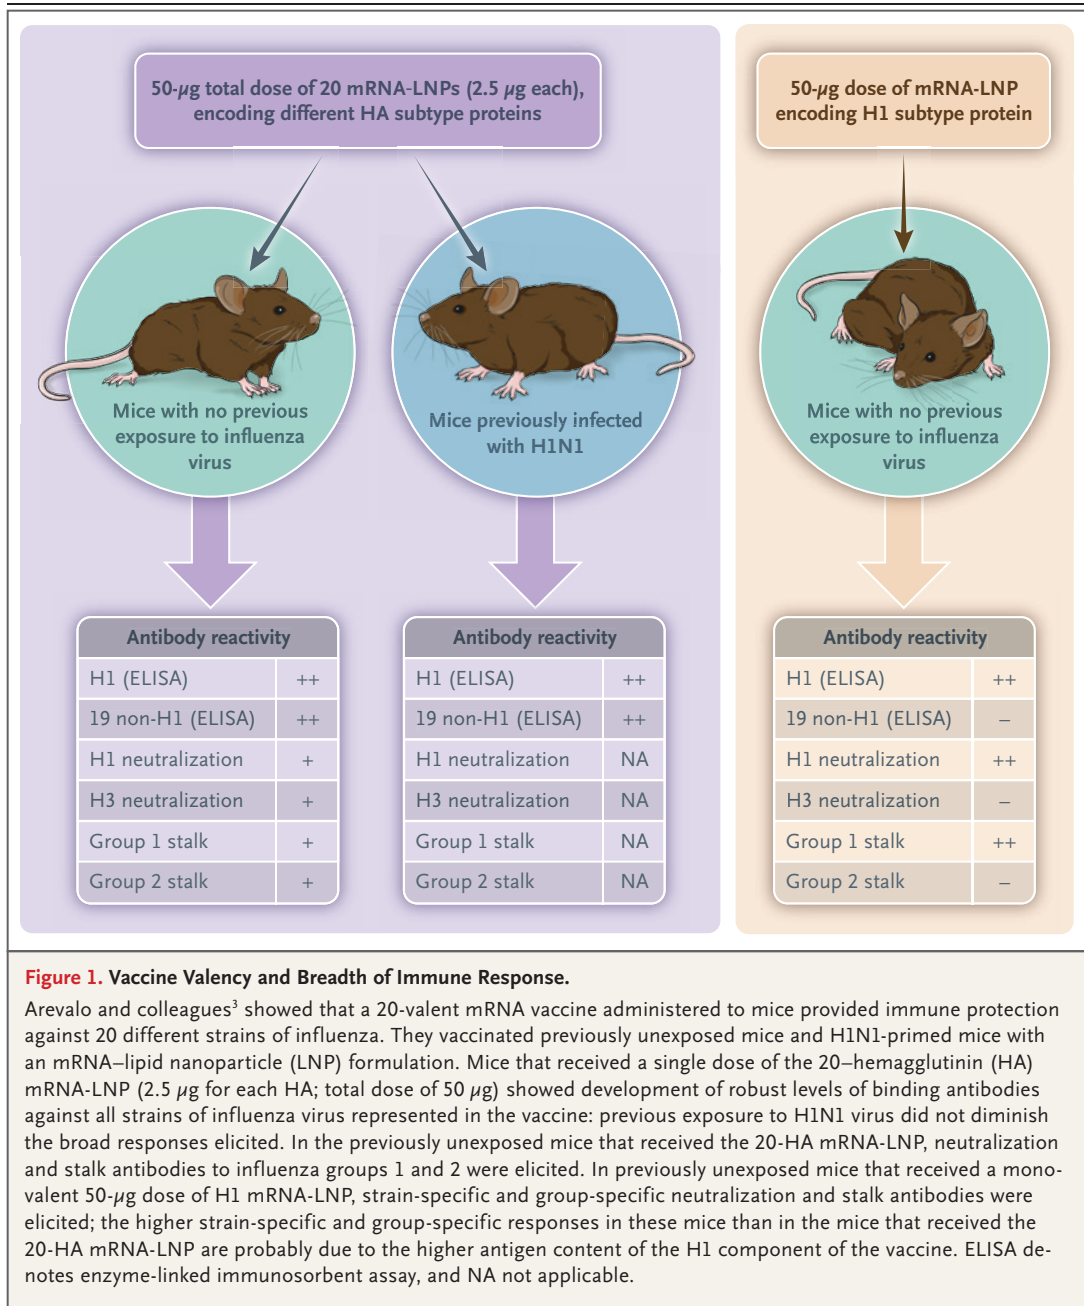 50-µg total dose of 20 mRNA-LNPs (2.5 µg each),
encoding different HA subtype proteins
50-µg dose of mRNA-LNP
encoding H1 subtype protein
Mice with no previous
exposure to influenza
virus
Mice previously infected
with H1N1
Mice with no previous
exposure to influenza
virus
Antibody reactivity
H1 (ELISA) ++
19 non-H1 (ELISA) ++
H1 neutralization +
H3 neutralization +
Group 1 stalk +
Group 2 stalk +
Antibody reactivity
H1 (ELISA) ++
19 non-H1 (ELISA) ++
H1 neutralization NA
H3 neutralization NA
Group 1 stalk NA
Group 2 stalk NA
Antibody reactivity
H1 (ELISA) ++
19 non-H1 (ELISA) –
H1 neutralization ++
H3 neutralization –
Group 1 stalk ++
Group 2 stalk –
Figure 1. Vaccine Valency and Breadth of Immune Response.
Arevalo and colleagues³ showed that a 20-valent mRNA vaccine administered to mice provided immune protection
against 20 different strains of influenza. They vaccinated previously unexposed mice and H1N1-primed mice with
an mRNA–lipid nanoparticle (LNP) formulation. Mice that received a single dose of the 20–hemagglutinin (HA)
mRNA-LNP (2.5 µg for each HA; total dose of 50 µg) showed development of robust levels of binding antibodies
against all strains of influenza virus represented in the vaccine: previous exposure to H1N1 virus did not diminish
the broad responses elicited. In the previously unexposed mice that received the 20-HA mRNA-LNP, neutralization
and stalk antibodies to influenza groups 1 and 2 were elicited. In previously unexposed mice that received a mono-
valent 50-µg dose of H1 mRNA-LNP, strain-specific and group-specific neutralization and stalk antibodies were
elicited; the higher strain-specific and group-specific responses in these mice than in the mice that received the
20-HA mRNA-LNP are probably due to the higher antigen content of the H1 component of the vaccine. ELISA de-
notes enzyme-linked immunosorbent assay, and NA not applicable.